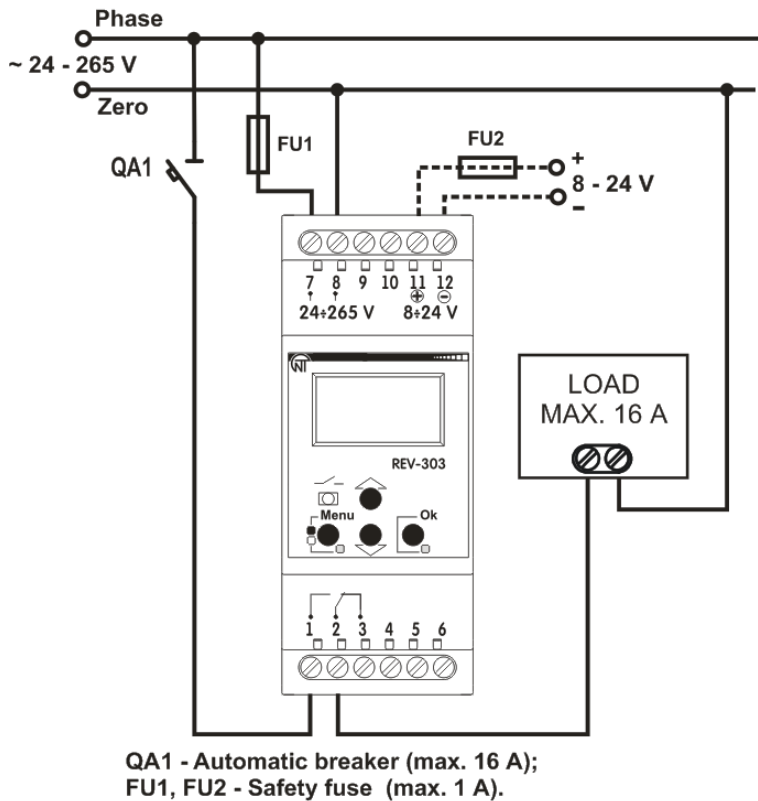 Phase
~ 24 - 265 V
Zero
FU1
FU2
QA1
+
8 - 24 V
-
7 8 9 10 11 12
24÷265 V
8÷24 V
NT
LOAD
MAX. 16 A
REV-303
Menu
Ok
1 2 3 4 5 6
QA1 - Automatic breaker (max. 16 A);
FU1, FU2 - Safety fuse (max. 1 A).